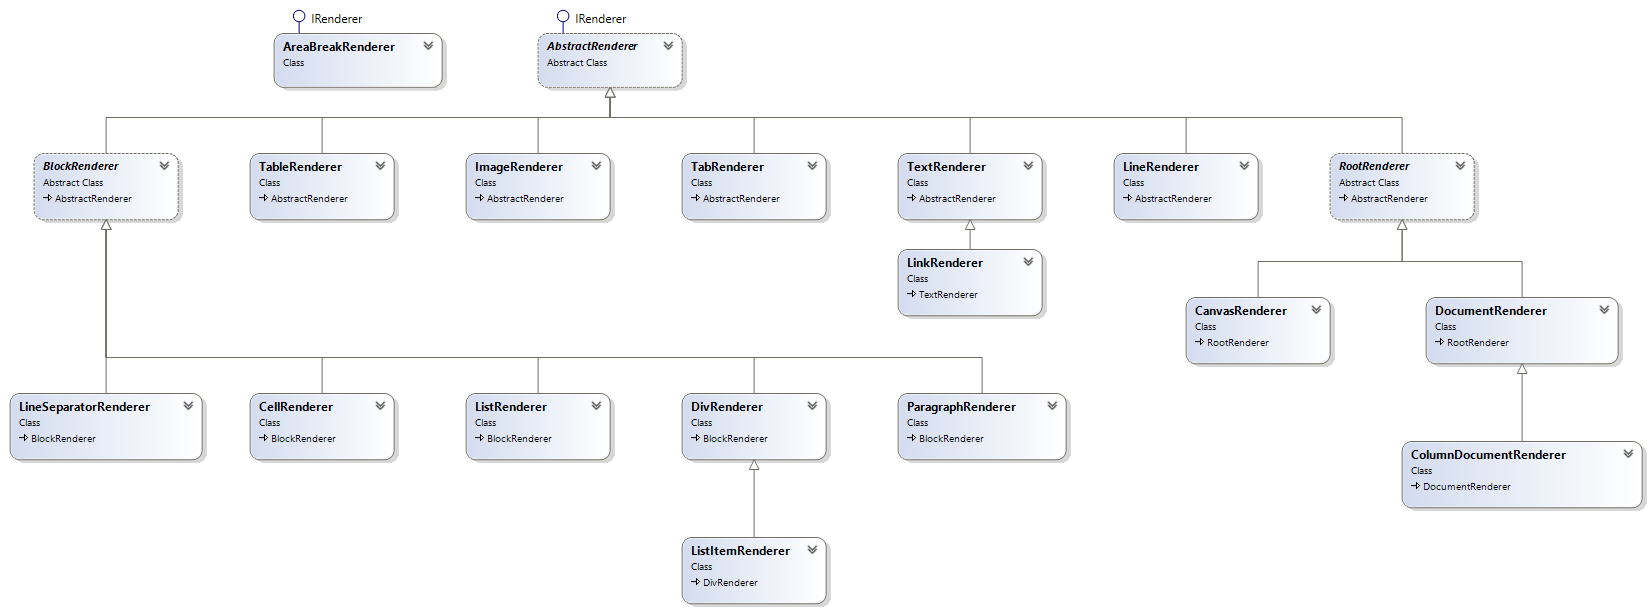 IRenderer
IRenderer
AreaBreakRenderer
Class
AbstractRenderer
Abstract Class
BlockRenderer
Abstract Class
AbstractRenderer
TableRenderer
Class
AbstractRenderer
ImageRenderer
Class
AbstractRenderer
TabRenderer
Class
AbstractRenderer
TextRenderer
Class
AbstractRenderer
LineRenderer
Class
AbstractRenderer
RootRenderer
Abstract Class
AbstractRenderer
LinkRenderer
Class
TextRenderer
CanvasRenderer
Class
RootRenderer
DocumentRenderer
Class
RootRenderer
LineSeparatorRenderer
Class
BlockRenderer
CellRenderer
Class
BlockRenderer
ListRenderer
Class
BlockRenderer
DivRenderer
Class
BlockRenderer
ParagraphRenderer
Class
BlockRenderer
ColumnDocumentRenderer
Class
DocumentRenderer
ListItemRenderer
Class
DivRenderer